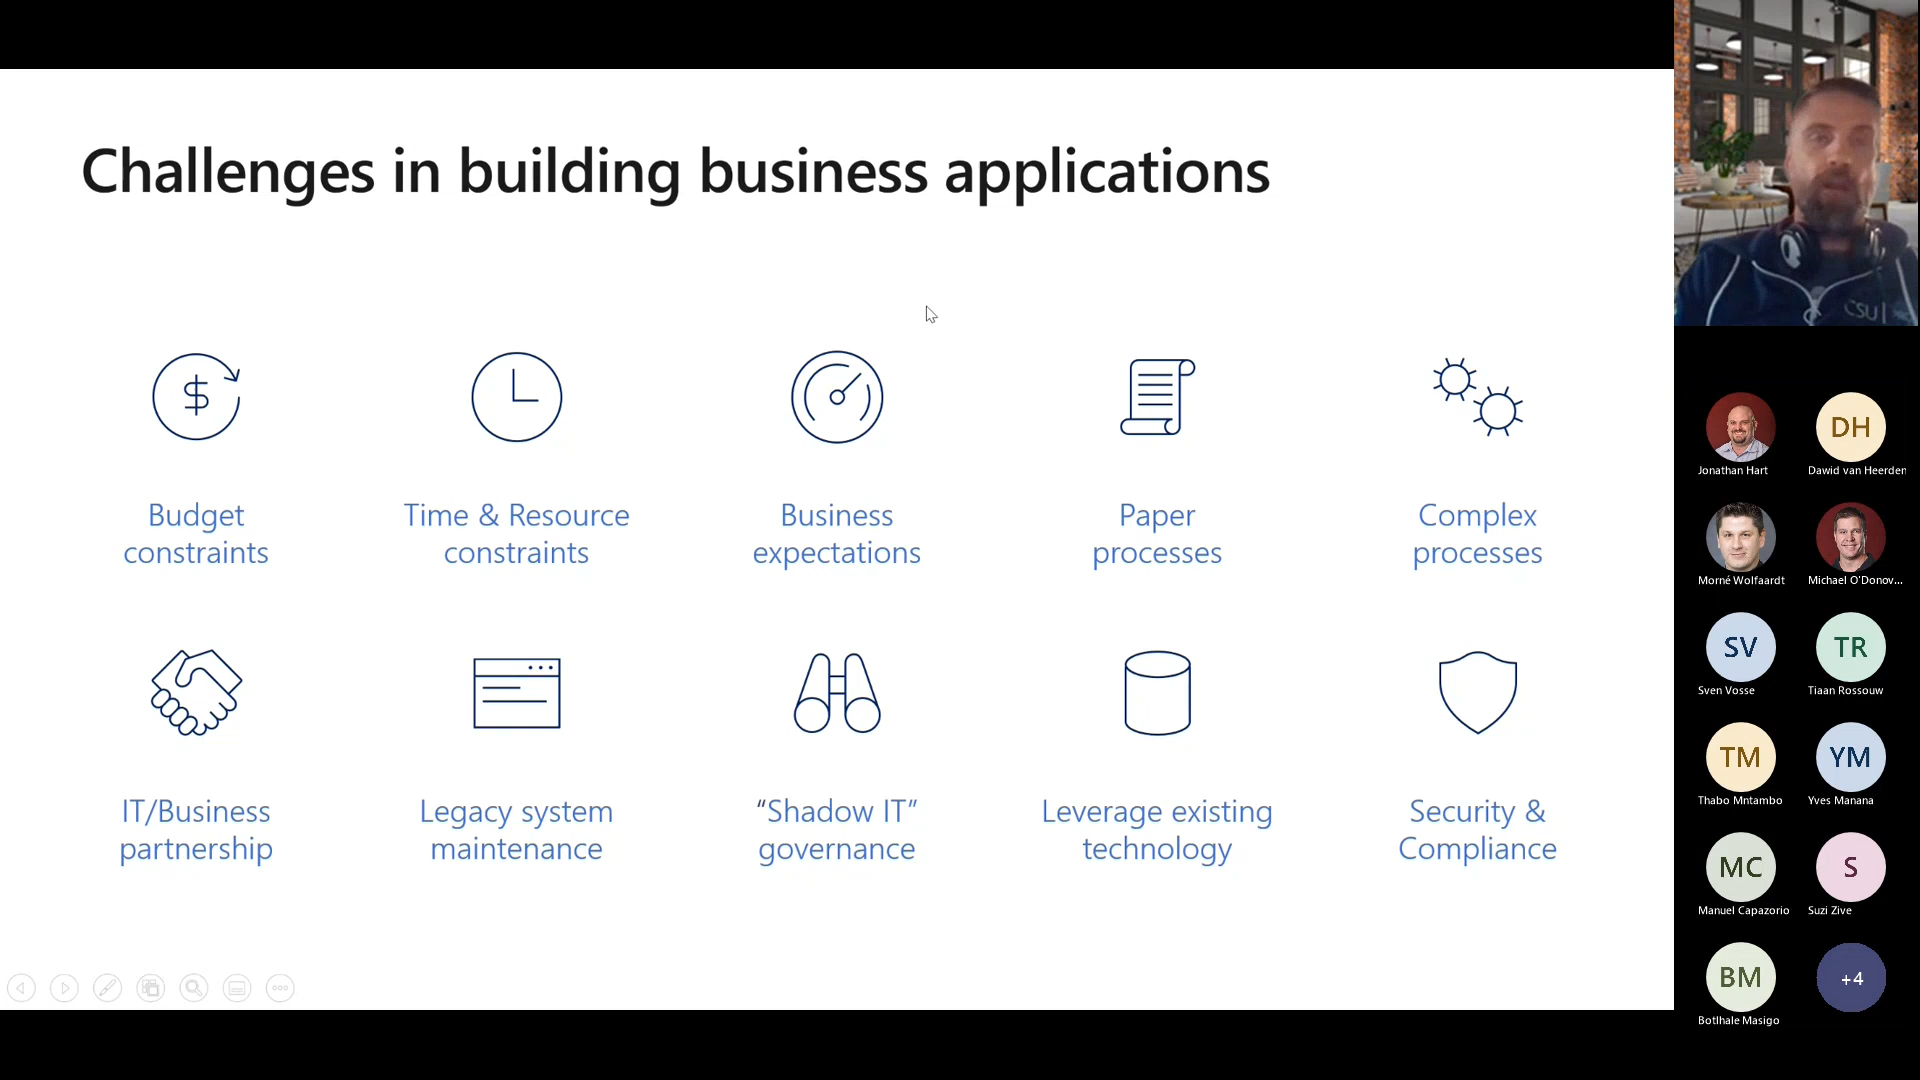 Challenges in building business applications
$
Budget
constraints
Time & Resource
constraints
Business
expectations
Paper
processes
Complex
processes
IT/Business
partnership
Legacy system
maintenance
“Shadow IT”
governance
Leverage existing
technology
Security &
Compliance
CSU
Jonathan Hart
DH
Dawid van Heerden
Morné Wolfaardt
Michael O'Donov...
SV
Sven Vosse
TR
Tiaan Rossouw
TM
Thabo Mntambo
YM
Yves Manana
MC
Manuel Capazorio
S
Suzi Zive
BM
Botlhale Masigo
+4